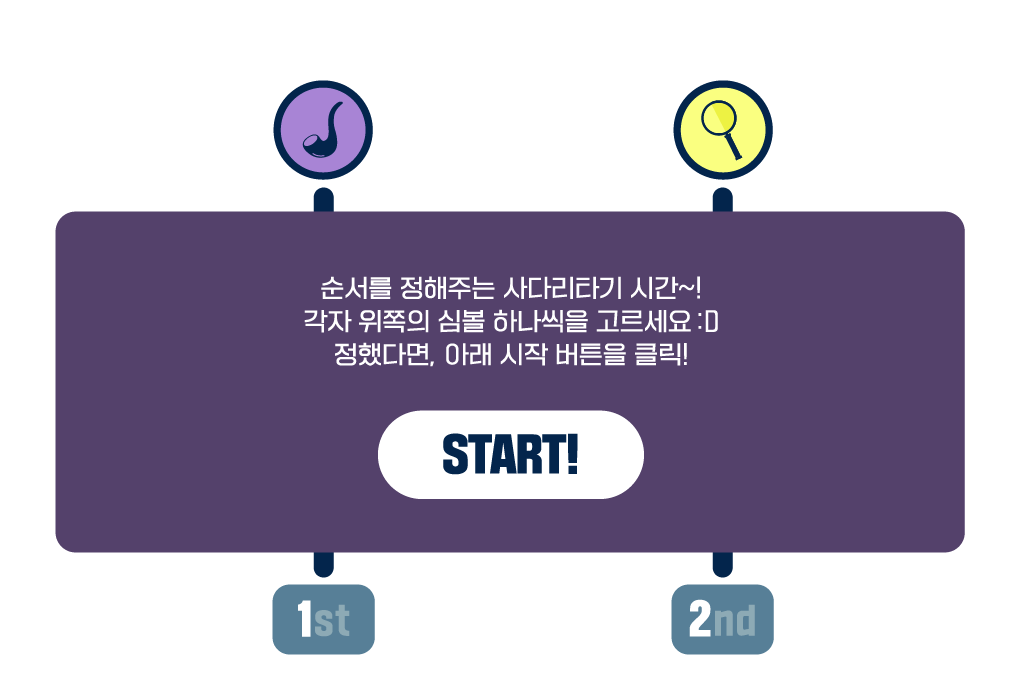 순서를 정해주는 사다리타기 시간~!
각자 위쪽의 심볼 하나씩을 고르세요 :D
정했다면, 아래 시작 버튼을 클릭!
START!
1st
2nd